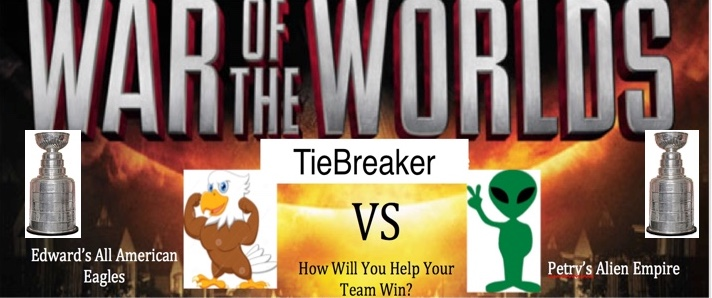 WAR OF THE WORLDS
TieBreaker
VS
Edward's All American
Eagles
How Will You Help Your
Team Win?
Petry's Alien Empire